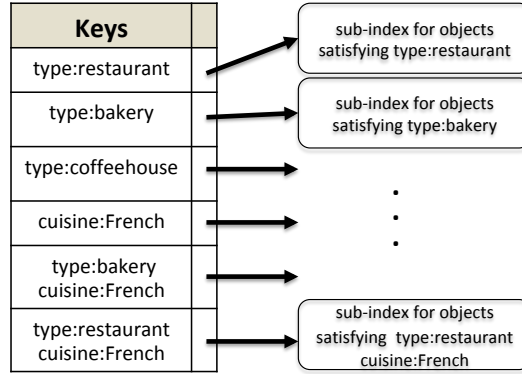 Keys
type:restaurant
type:bakery
type:coffeehouse
cuisine:French
type:bakery
cuisine:French
type:restaurant
cuisine:French
sub-index for objects
satisfying type:restaurant
sub-index for objects
satisfying type:bakery
sub-index for objects
satisfying type:restaurant
cuisine:French